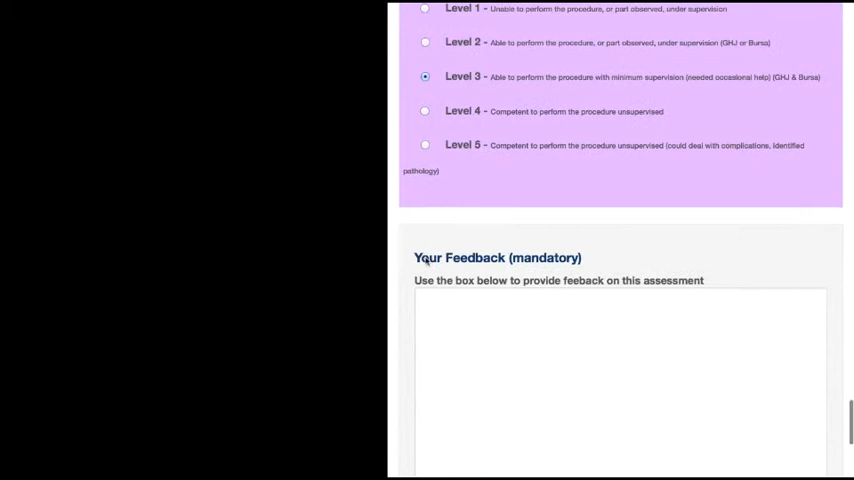 Level 1 - Unable to perform the procedure, or part observed, under supervision
Level 2 - Able to perform the procedure, or part observed, under supervision (GHJ or Bursa)
Level 3 - Able to perform the procedure with minimum supervision (needed occasional help) (GHJ & Bursa)
Level 4 - Competent to perform the procedure unsupervised
Level 5 - Competent to perform the procedure unsupervised (could deal with complications, identified
pathology)
Your Feedback (mandatory)
Use the box below to provide feeback on this assessment